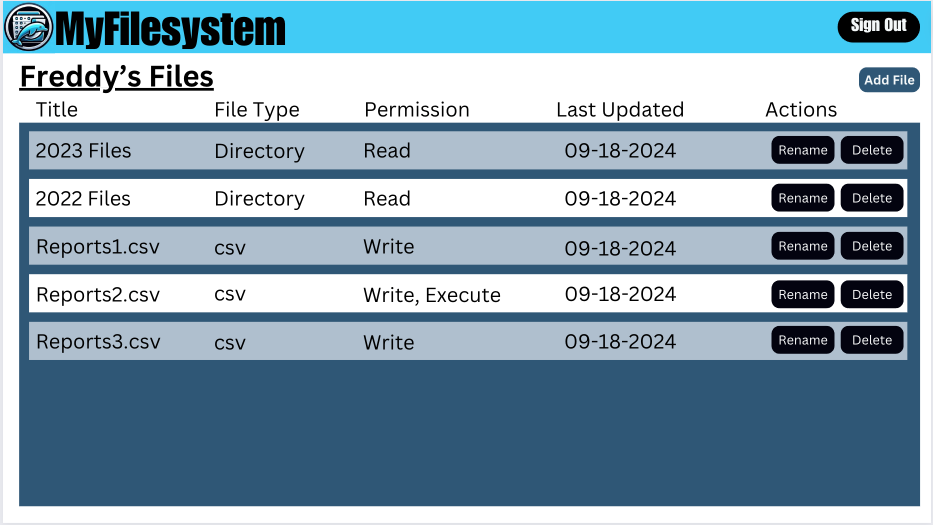 MyFilesystem Sign Out
Freddy's Files Add File
Title File Type Permission Last Updated Actions
2023 Files Directory Read 09-18-2024 Rename Delete
2022 Files Directory Read 09-18-2024 Rename Delete
Reports1.csv csv Write 09-18-2024 Rename Delete
Reports2.csv csv Write, Execute 09-18-2024 Rename Delete
Reports3.csv csv Write 09-18-2024 Rename Delete